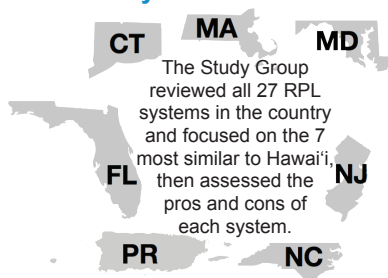 CT
MA
MD
The Study Group
reviewed all 27 RPL
systems in the country
and focused on the 7
most similar to Hawai‘i,
then assessed the
pros and cons of
each system.
FL
NJ
PR
NC